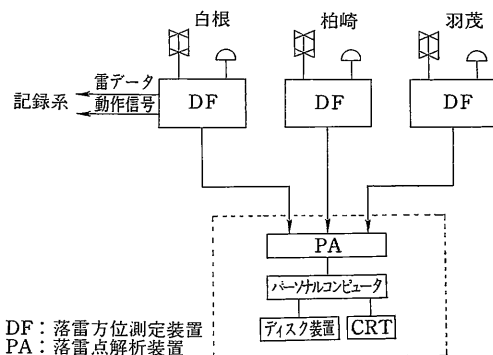 白根
柏崎
羽茂
雷データ
動作信号
記録系
DF
DF
DF
PA
パーソナルコンピュータ
ディスク装置
CRT
DF：落雷方位測定装置
PA：落雷点解析装置